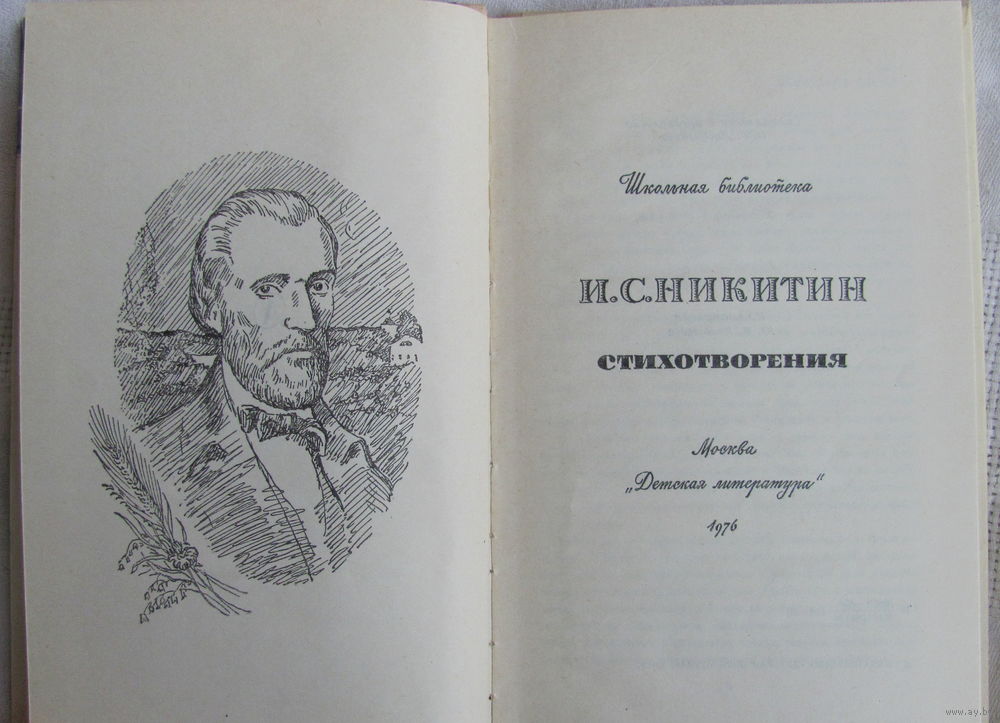 Школьная библиотека
И.С.НИКИТИН
СТИХОТВОРЕНИЯ
Москва
„Детская литература“
1976